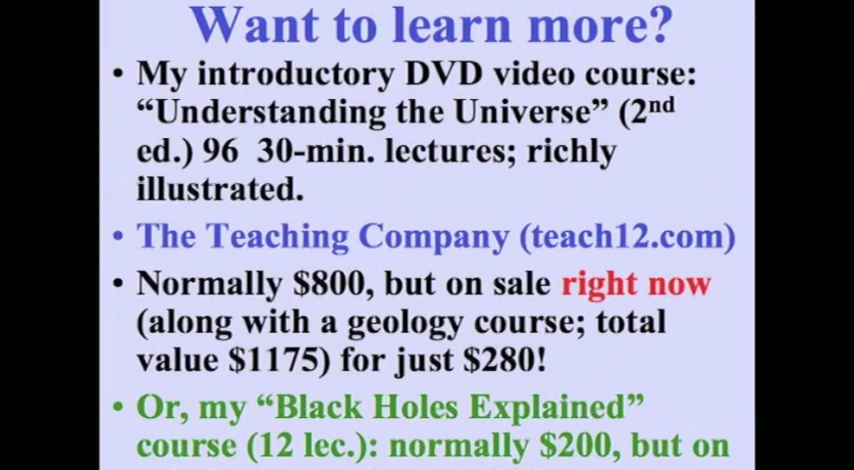 Want to learn more?
• My introductory DVD video course:
“Understanding the Universe” (2nd
ed.) 96 30-min. lectures; richly
illustrated.
• The Teaching Company (teach12.com)
• Normally $800, but on sale right now
(along with a geology course; total
value $1175) for just $280!
• Or, my “Black Holes Explained”
course (12 lec.): normally $200, but on